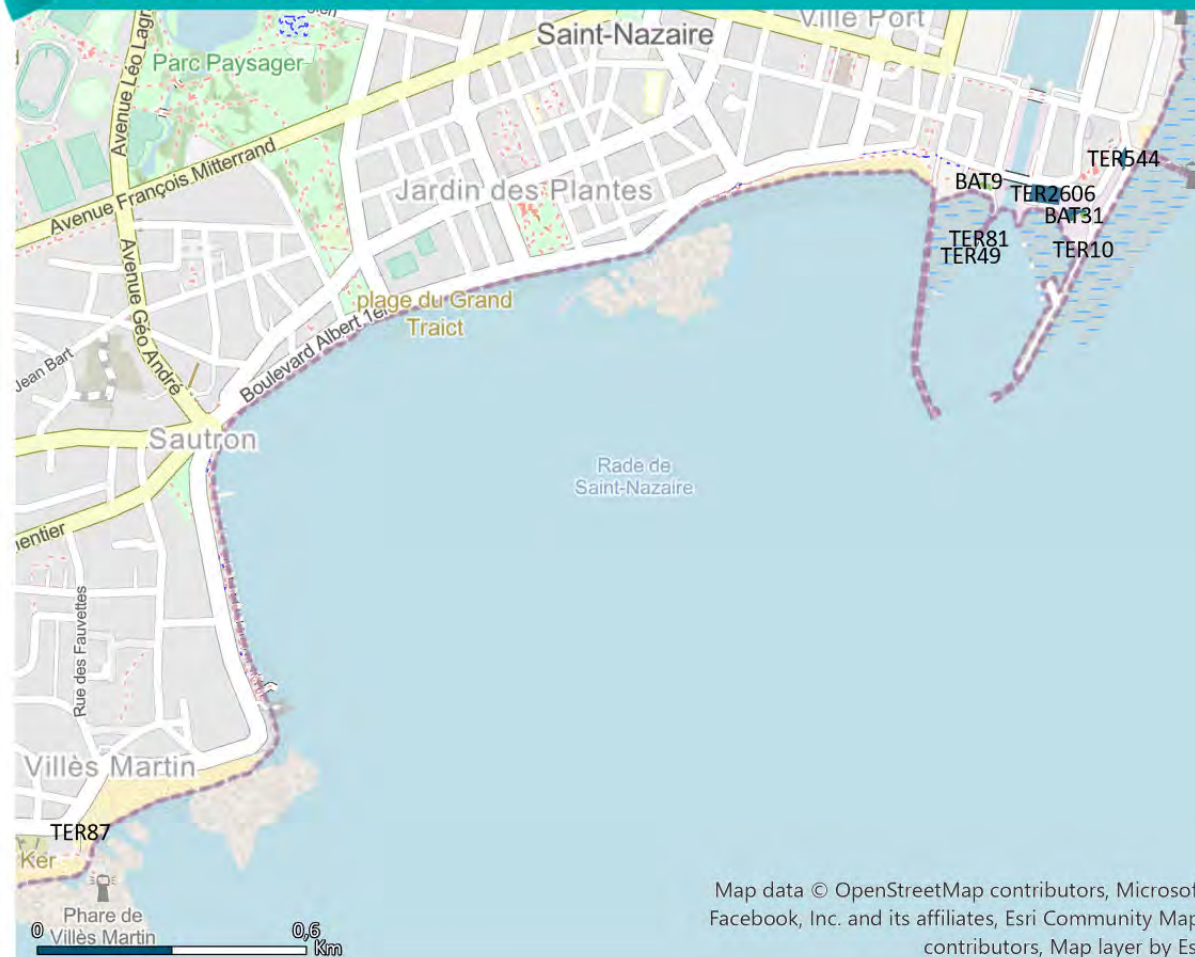 Saint-Nazaire
Ville Port
Parc Paysager
Avenue Léo Lagr
Avenue François Mitterrand
Jardin des Plantes
TER544
BAT9
TER2606
BAT31
TER81
TER49
TER10
Avenue Géo André
plage du Grand
Traict
Boulevard Albert 1er
Jean Bart
Sautron
Rade de
Saint-Nazaire
entier
Rue des Fauvettes
Villès Martin
TER87
Ker
Phare de
Villès Martin
0
0,6
Km
Map data © OpenStreetMap contributors, Microsof
Facebook, Inc. and its affiliates, Esri Community Map
contributors, Map layer by Es